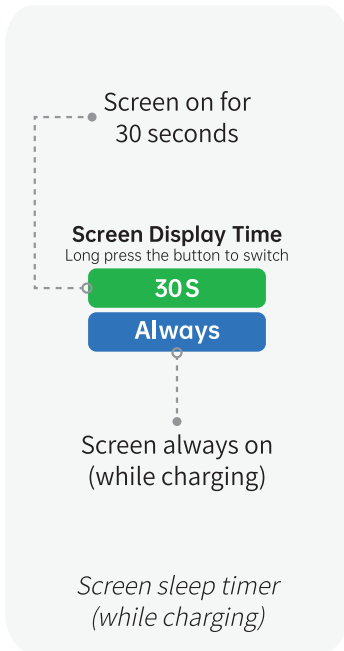 Screen on for
30 seconds
Screen Display Time
Long press the button to switch
30S
Always
Screen always on
(while charging)
Screen sleep timer
(while charging)